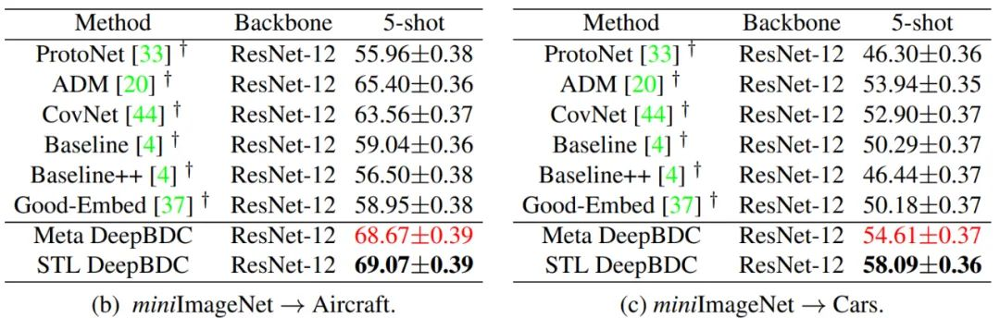 Method Backbone 5-shot
ProtoNet [33] † ResNet-12 55.96±0.38
ADM [20] † ResNet-12 65.40±0.36
CovNet [44] † ResNet-12 63.56±0.37
Baseline [4] † ResNet-12 59.04±0.36
Baseline++ [4] † ResNet-12 56.50±0.38
Good-Embed [37] † ResNet-12 58.95±0.38
Meta DeepBDC ResNet-12 68.67±0.39
STL DeepBDC ResNet-12 69.07±0.39
(b) miniImageNet → Aircraft.
Method Backbone 5-shot
ProtoNet [33] † ResNet-12 46.30±0.36
ADM [20] † ResNet-12 53.94±0.35
CovNet [44] † ResNet-12 52.90±0.37
Baseline [4] † ResNet-12 50.29±0.37
Baseline++ [4] † ResNet-12 46.44±0.37
Good-Embed [37] † ResNet-12 50.18±0.37
Meta DeepBDC ResNet-12 54.61±0.37
STL DeepBDC ResNet-12 58.09±0.36
(c) miniImageNet → Cars.